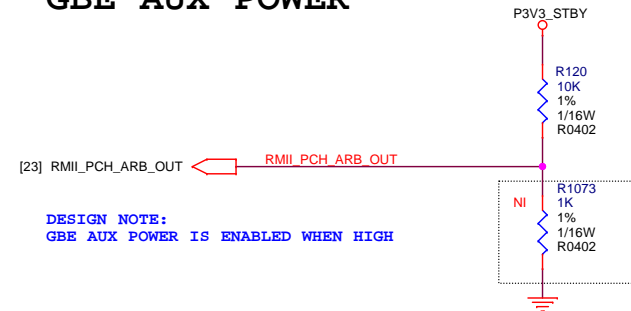 GBE AUX POWER
P3V3_STBY
R120
10K
1%
1/16W
R0402
[23] RMII_PCH_ARB_OUT
RMII_PCH_ARB_OUT
NI
R1073
1K
1%
1/16W
R0402
DESIGN NOTE:
GBE AUX POWER IS ENABLED WHEN HIGH